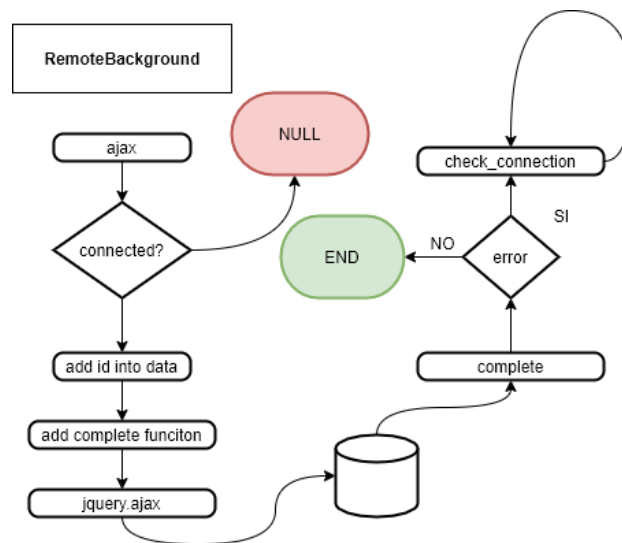 RemoteBackground
ajax
connected?
add id into data
add complete funciton
jquery.ajax
NULL
END
NO
check_connection
SI
error
complete